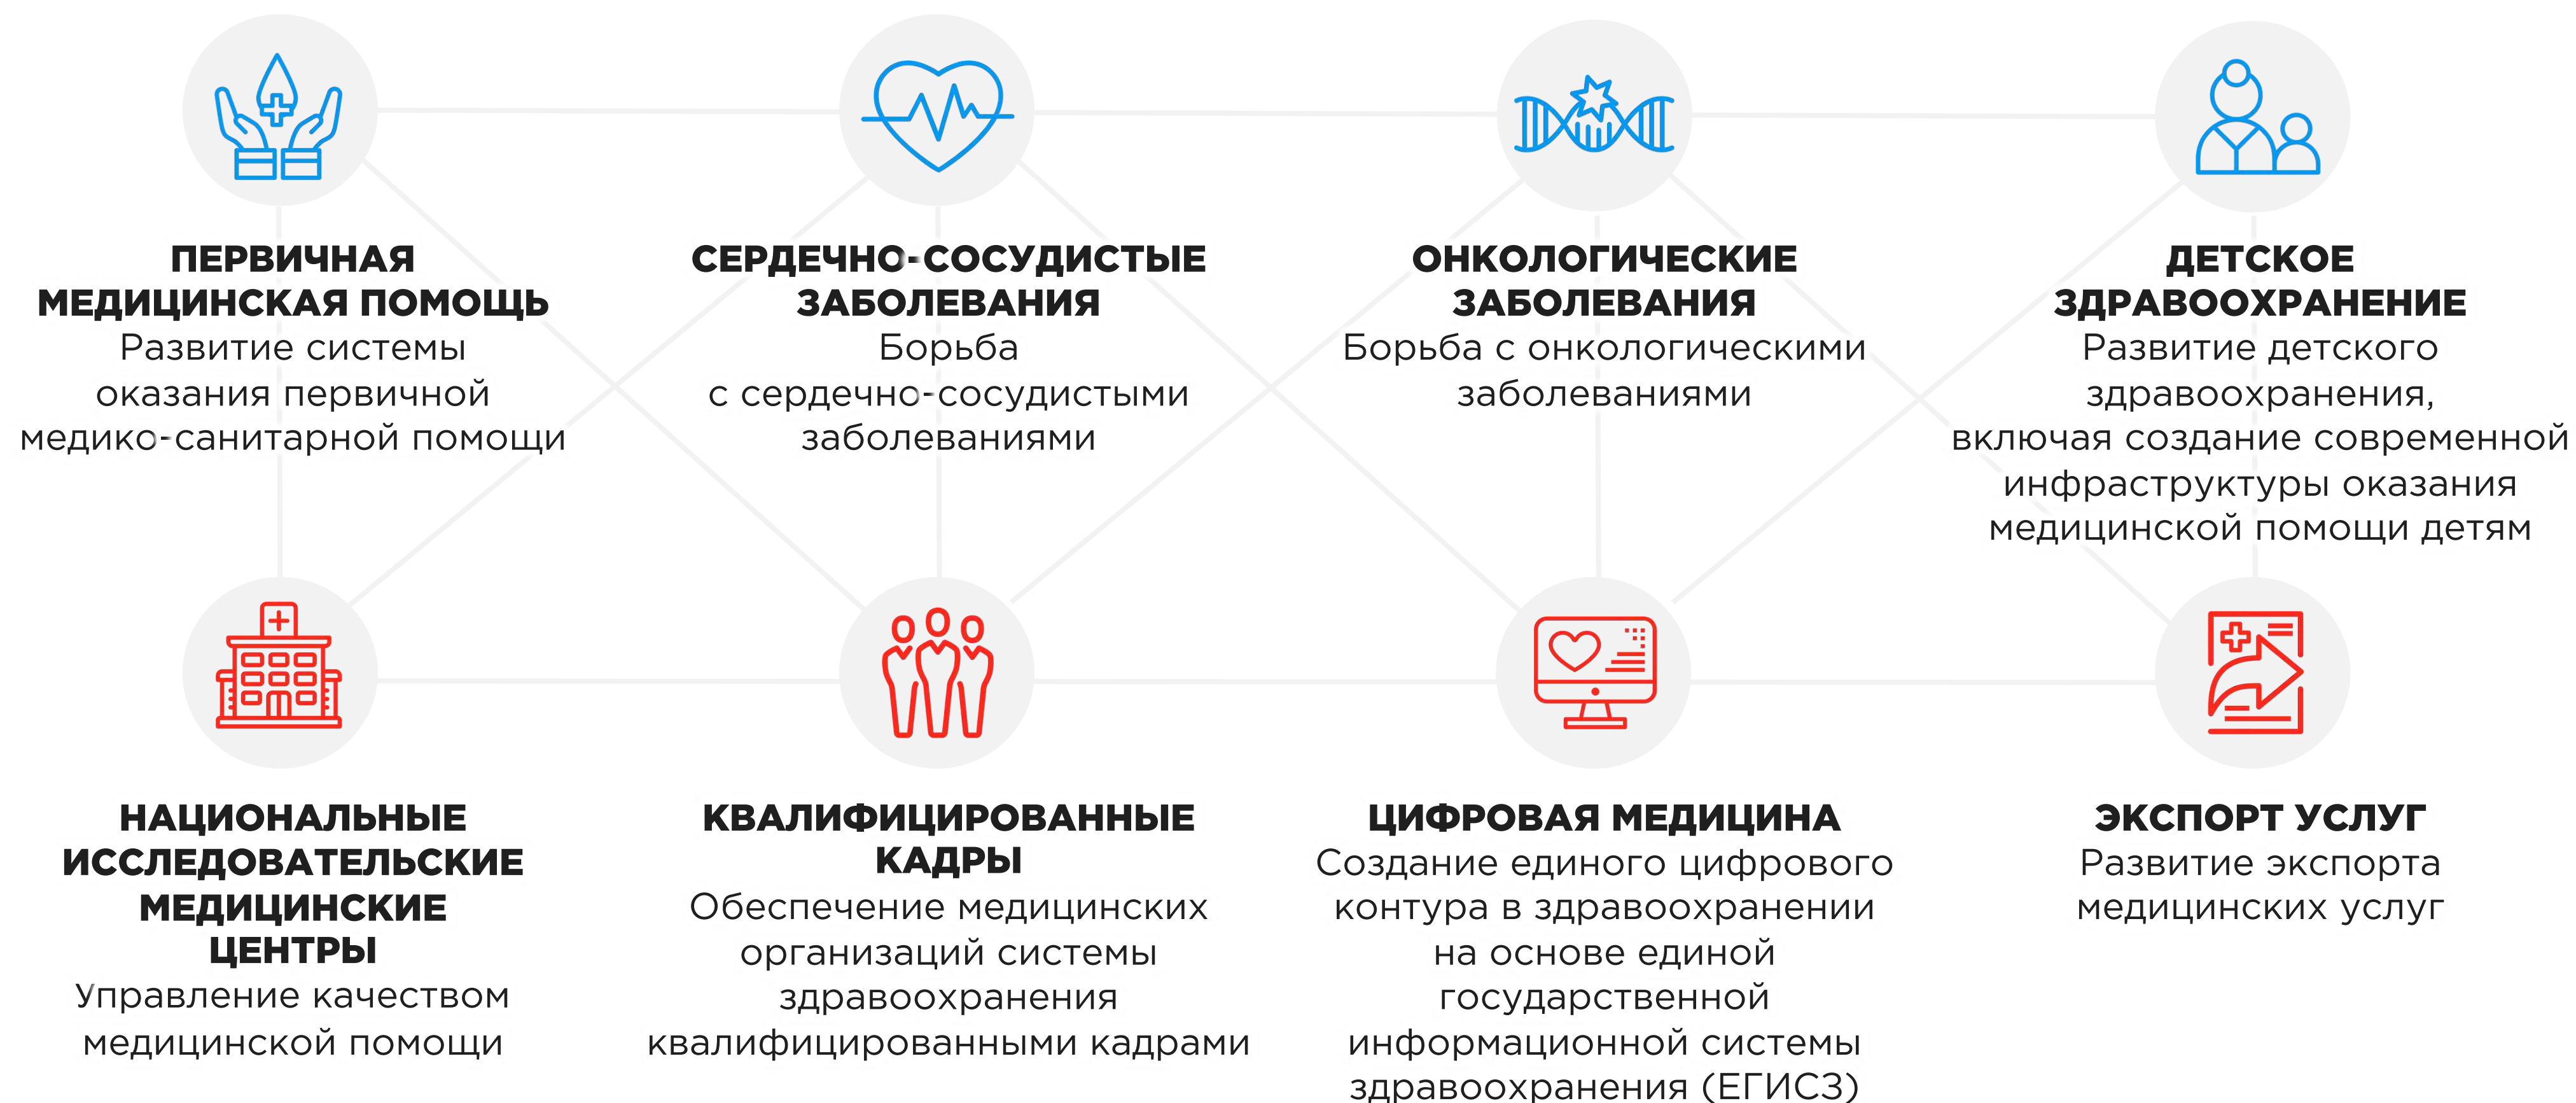 ПЕРВИЧНАЯ
МЕДИЦИНСКАЯ ПОМОЩЬ
Развитие системы
оказания первичной
медико-санитарной помощи
СЕРДЕЧНО-СОСУДИСТЫЕ
ЗАБОЛЕВАНИЯ
Борьба
с сердечно-сосудистыми
заболеваниями
ОНКОЛОГИЧЕСКИЕ
ЗАБОЛЕВАНИЯ
Борьба с онкологическими
заболеваниями
ДЕТСКОЕ
ЗДРАВООХРАНЕНИЕ
Развитие детского
здравоохранения,
включая создание современной
инфраструктуры оказания
медицинской помощи детям
НАЦИОНАЛЬНЫЕ
ИССЛЕДОВАТЕЛЬСКИЕ
МЕДИЦИНСКИЕ
ЦЕНТРЫ
Управление качеством
медицинской помощи
КВАЛИФИЦИРОВАННЫЕ
КАДРЫ
Обеспечение медицинских
организаций системы
здравоохранения
квалифицированными кадрами
ЦИФРОВАЯ МЕДИЦИНА
Создание единого цифрового
контура в здравоохранении
на основе единой
государственной
информационной системы
здравоохранения (ЕГИСЗ)
ЭКСПОРТ УСЛУГ
Развитие экспорта
медицинских услуг